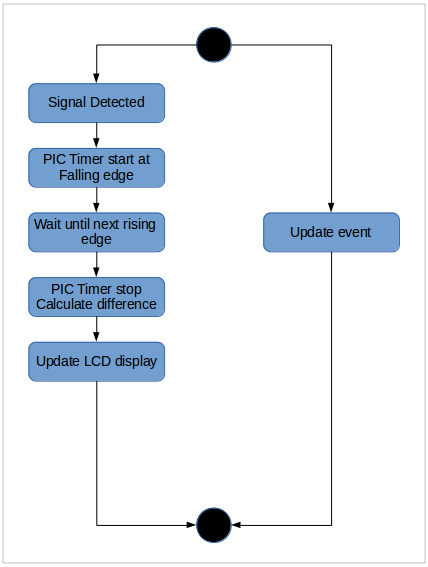 Signal Detected
PIC Timer start at
Falling edge
Wait until next rising
edge
Update event
PIC Timer stop
Calculate difference
Update LCD display